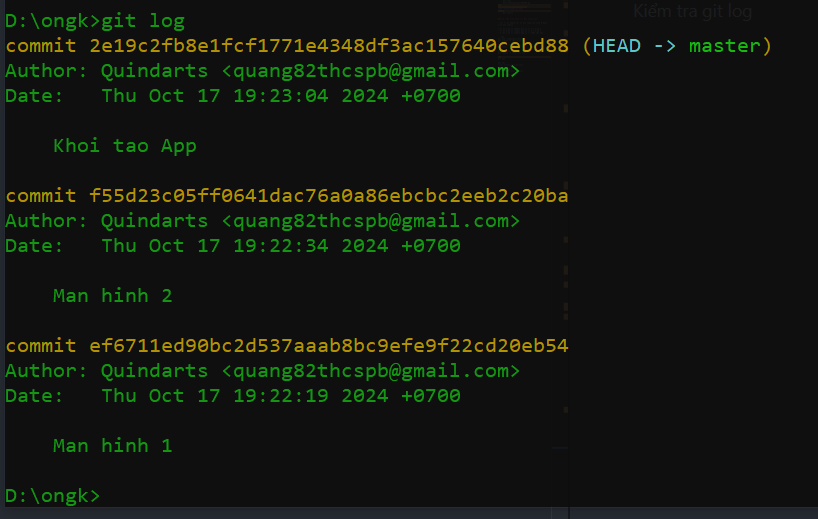 Kiểm tra git log
D:\ongk>git log
commit 2e19c2fb8e1fcf1771e4348df3ac157640cebd88 (HEAD -> master)
Author: Quindarts <quang82thcspb@gmail.com>
Date:   Thu Oct 17 19:23:04 2024 +0700
Khoi tao App
commit f55d23c05ff0641dac76a0a86ebcbc2eeb2c20ba
Author: Quindarts <quang82thcspb@gmail.com>
Date:   Thu Oct 17 19:22:34 2024 +0700
Man hinh 2
commit ef6711ed90bc2d537aaab8bc9efe9f22cd20eb54
Author: Quindarts <quang82thcspb@gmail.com>
Date:   Thu Oct 17 19:22:19 2024 +0700
Man hinh 1
D:\ongk>